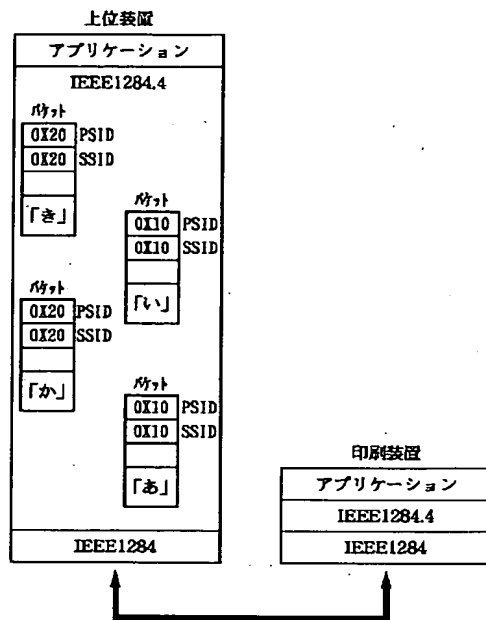 上位装置
アプリケーション
IEEE1284.4
パケット
0X20 PSID
0X20 SSID
「き」
パケット
0X10 PSID
0X10 SSID
「い」
パケット
0X20 PSID
0X20 SSID
「か」
パケット
0X10 PSID
0X10 SSID
「あ」
IEEE1284
印刷装置
アプリケーション
IEEE1284.4
IEEE1284